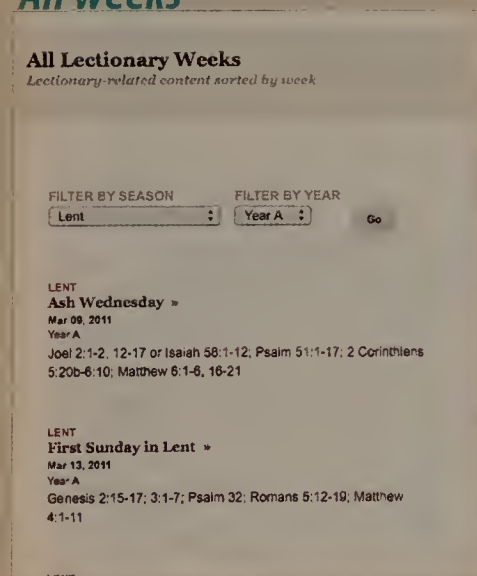 All Weeks
All Lectionary Weeks
Lectionary-related content sorted by week
FILTER BY SEASON FILTER BY YEAR
Lent Year A Go
LENT
Ash Wednesday »
Mar 09, 2011
Year A
Joel 2:1-2, 12-17 or Isaiah 58:1-12; Psalm 51:1-17; 2 Corinthiens
5:20b-6:10; Matthew 6:1-6, 16-21
LENT
First Sunday in Lent »
Mar 13, 2011
Year A
Genesis 2:15-17; 3:1-7; Psalm 32; Romans 5:12-19; Matthew
4:1-11
LENT